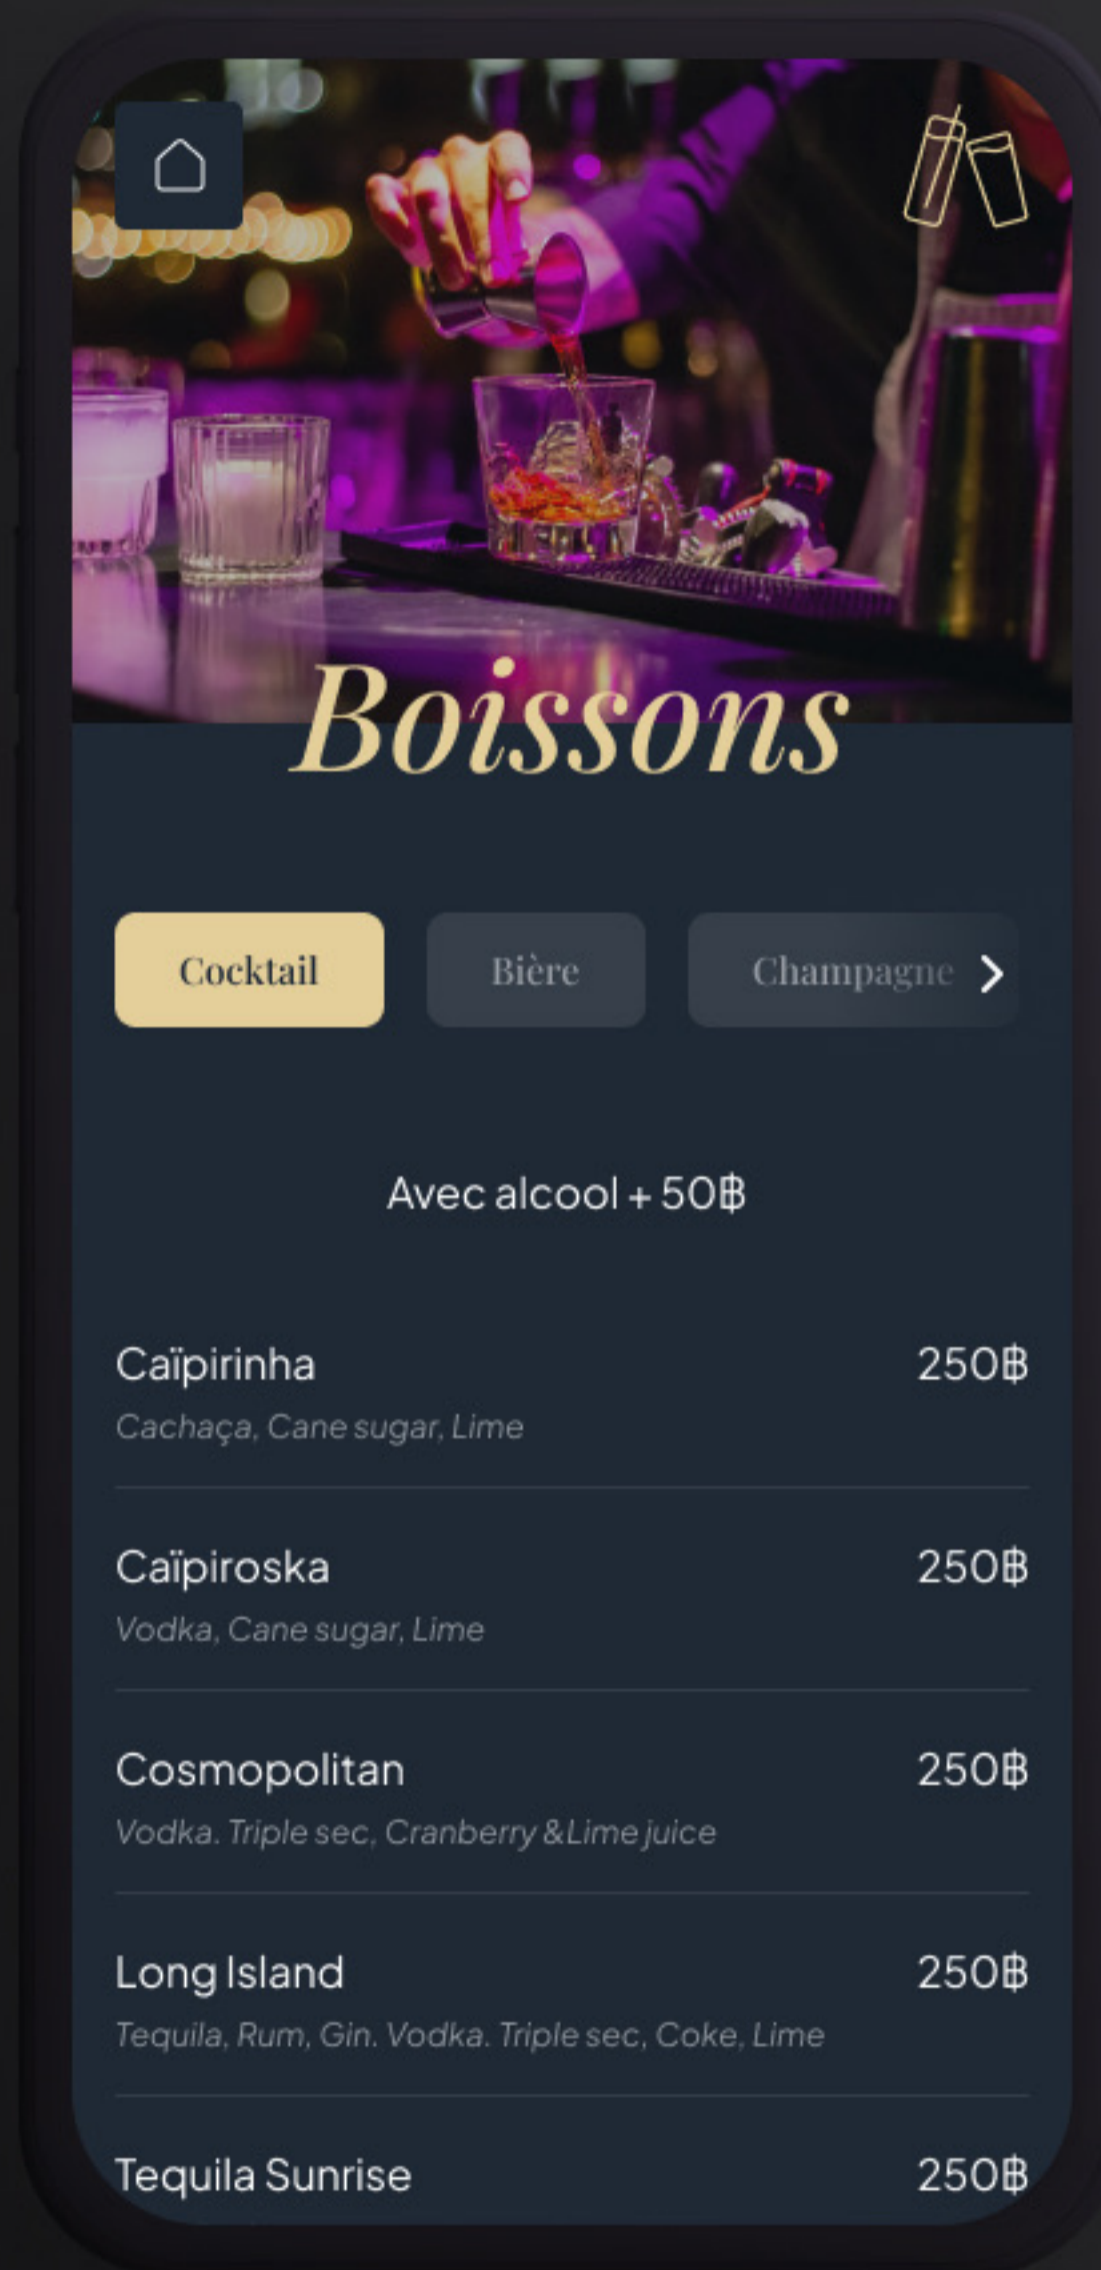 Boissons
Cocktail
Bière
Champagne
Avec alcool + 50฿
Caïpirinha 250฿
Cachaça, Cane sugar, Lime
Caïpiroska 250฿
Vodka, Cane sugar, Lime
Cosmopolitan 250฿
Vodka. Triple sec, Cranberry &Lime juice
Long Island 250฿
Tequila, Rum, Gin. Vodka. Triple sec, Coke, Lime
Tequila Sunrise 250฿